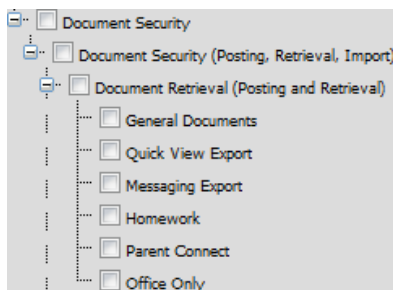 Document Security
Document Security (Posting, Retrieval, Import)
Document Retrieval (Posting and Retrieval)
General Documents
Quick View Export
Messaging Export
Homework
Parent Connect
Office Only